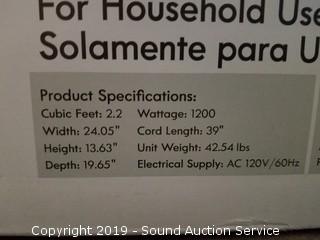 For Household Use
Solamente para U
Product Specifications:
Cubic Feet: 2.2 Wattage: 1200
Width: 24.05" Cord Length: 39"
Height: 13.63" Unit Weight: 42.54 lbs
Depth: 19.65" Electrical Supply: AC 120V/60Hz
Copyright 2019 - Sound Auction Service